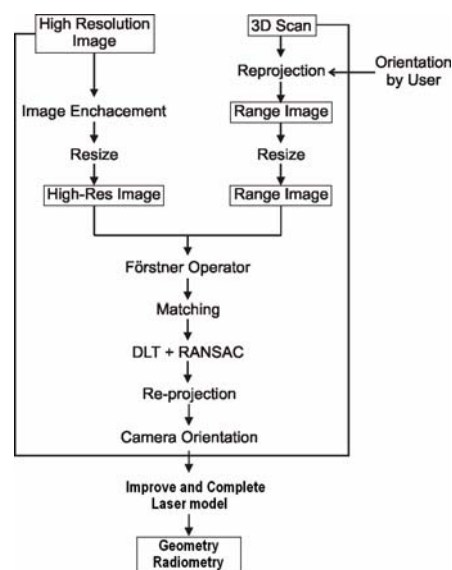 High Resolution
Image
3D Scan
Reprojection
Orientation
by User
Image Enchacement
Range Image
Resize
Resize
High-Res Image
Range Image
Förstner Operator
Matching
DLT + RANSAC
Re-projection
Camera Orientation
Improve and Complete
Laser model
Geometry
Radiometry